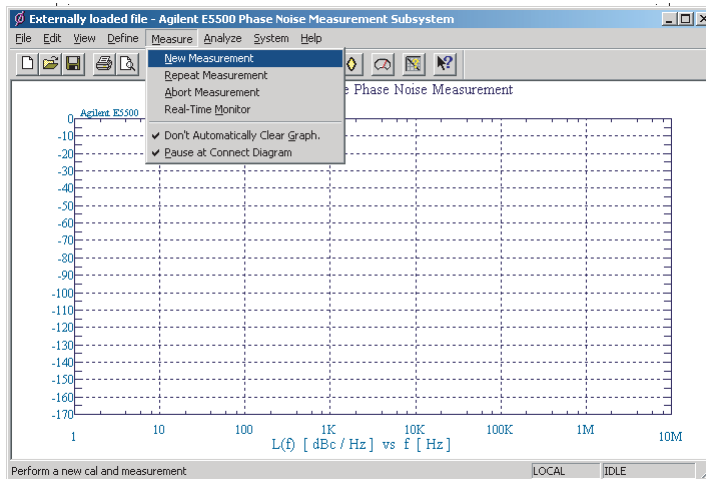 Externally loaded file - Agilent E5500 Phase Noise Measurement Subsystem
File Edit View Define Measure Analyze System Help
New Measurement
Repeat Measurement
Abort Measurement
Real-Time Monitor
Don't Automatically Clear Graph.
Pause at Connect Diagram
e Phase Noise Measurement
Agilent E5500
0
-10
-20
-30
-40
-50
-60
-70
-80
-90
-100
-110
-120
-130
-140
-150
-160
-170
1 10 100 1K 10K 100K 1M 10M
L(f) [ dBc / Hz ] vs f [ Hz ]
Perform a new cal and measurement LOCAL IDLE